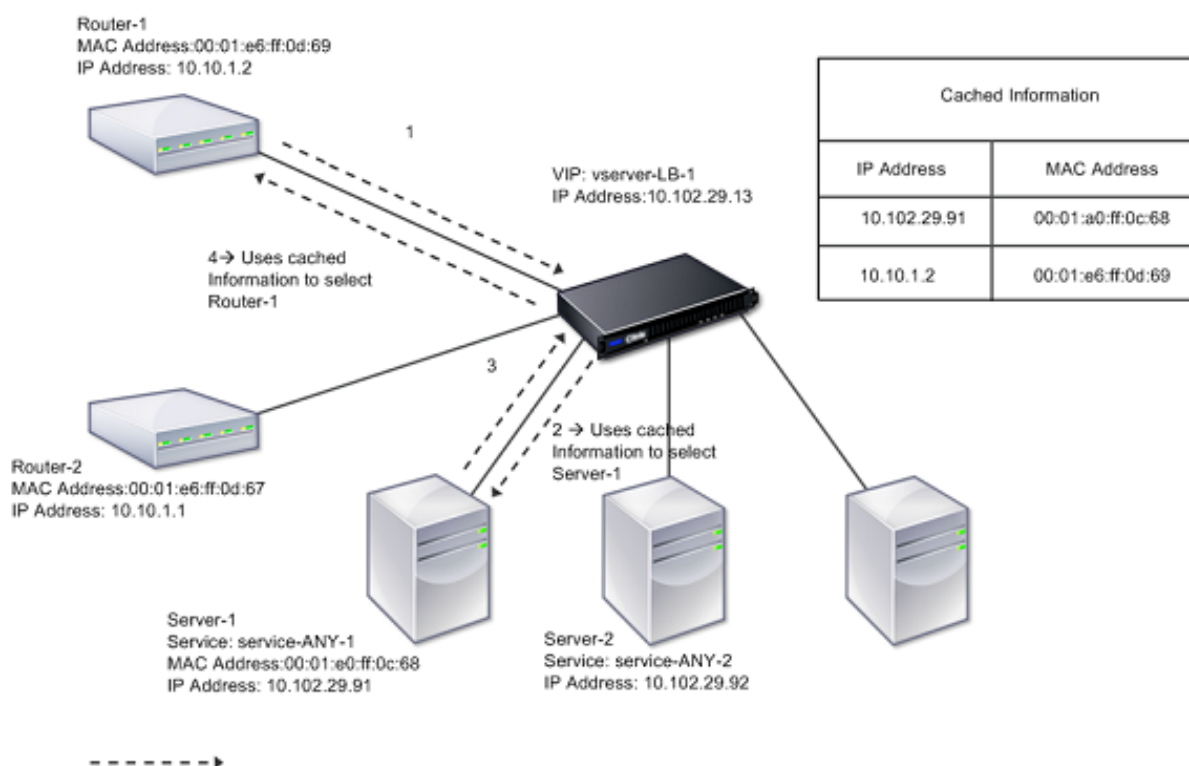 Router-1
MAC Address:00:01:e6:ff:0d:69
IP Address: 10.10.1.2
1
VIP: vserver-LB-1
IP Address:10.102.29.13
Cached Information
IP Address MAC Address
10.102.29.91 00:01:a0:ff:0c:68
10.10.1.2 00:01:e6:ff:0d:69
4→ Uses cached
Information to select
Router-1
3
2 → Uses cached
Information to select
Server-1
Router-2
MAC Address:00:01:e6:ff:0d:67
IP Address: 10.10.1.1
Server-1
Service: service-ANY-1
MAC Address:00:01:e0:ff:0c:68
IP Address: 10.102.29.91
Server-2
Service: service-ANY-2
IP Address: 10.102.29.92